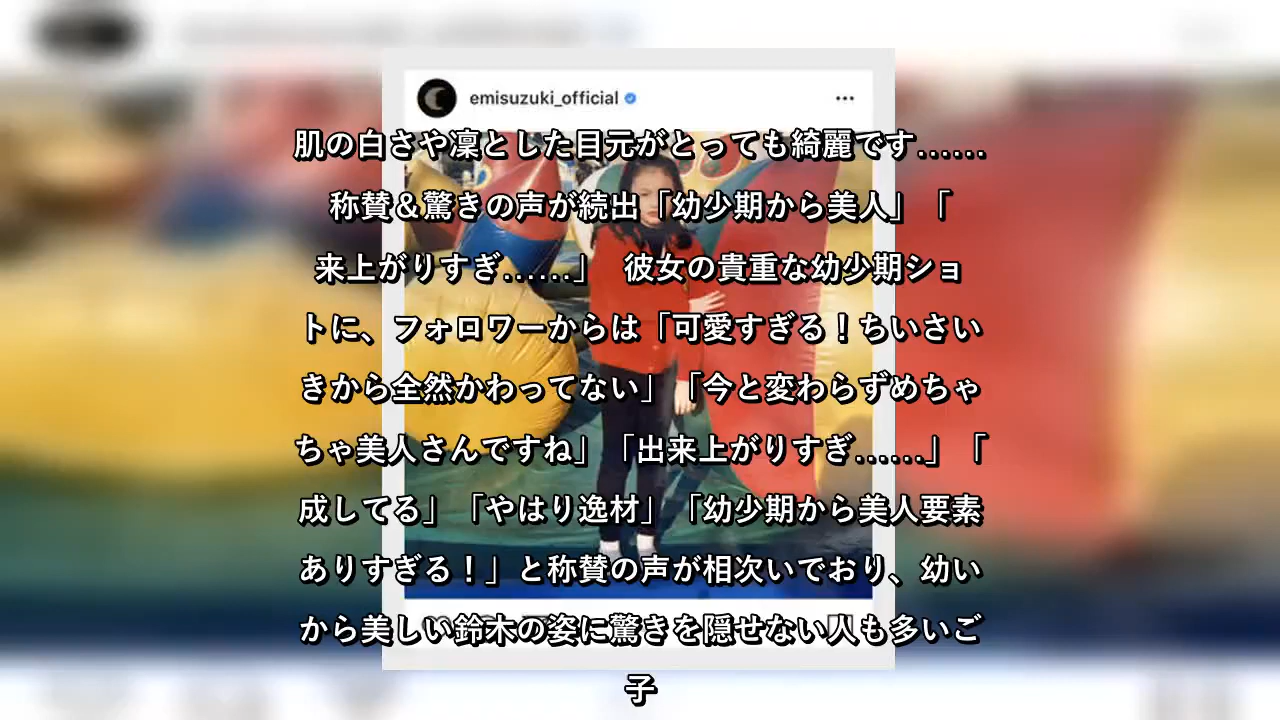 emisuzuki_official
肌の白さや凜とした目元がとっても綺麗です……
称賛＆驚きの声が続出「幼少期から美人」「
来上がりすぎ……」　彼女の貴重な幼少期ショ
トに、フォロワーからは「可愛すぎる！ちいさい
きから全然かわってない」「今と変わらずめちゃ
ちゃ美人さんですね」「出来上がりすぎ……」「
成してる」「やはり逸材」「幼少期から美人要素
ありすぎる！」と称賛の声が相次いでおり、幼い
から美しい鈴木の姿に驚きを隠せない人も多いご
子